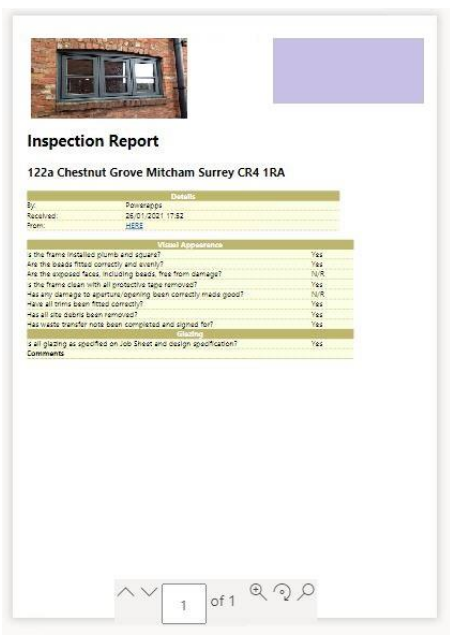 Inspection Report
122a Chestnut Grove Mitcham Surrey CR4 1RA
Details
By: Powerapps
Received: 26/01/2021 17:52
From: HERE
Visual Appearance
Is the frame installed plumb and square? Yes
Are the beads fitted correctly and evenly? Yes
Are the exposed faces, including beads, free from damage? N/R
Is the frame clean with all protective tape removed? Yes
Has any damage to aperture/opening been correctly made good? N/R
Have all trims been fitted correctly? Yes
Has all site debris been removed? Yes
Has waste transfer note been completed and signed for? Yes
Glazing
Is all glazing as specified on Job Sheet and design specification? Yes
Comments
1 of 1